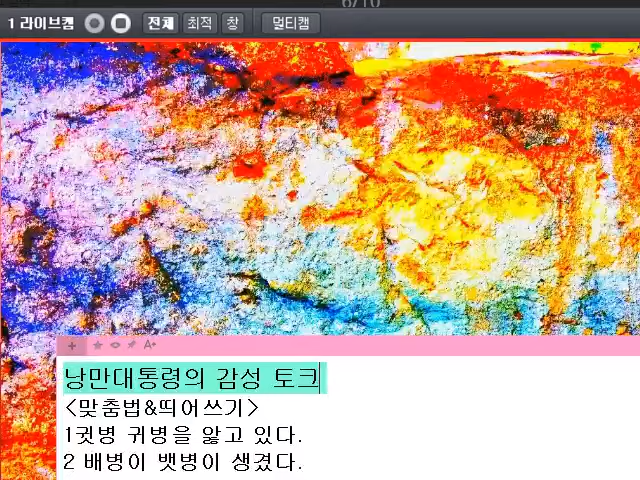 6/10
1 라이브캠 전체 최적 창 멀티캠
+ A
낭만대통령의 감성 토크
<맞춤법&띄어쓰기>
1귓병 귀병을 앓고 있다.
2 배병이 뱃병이 생겼다.